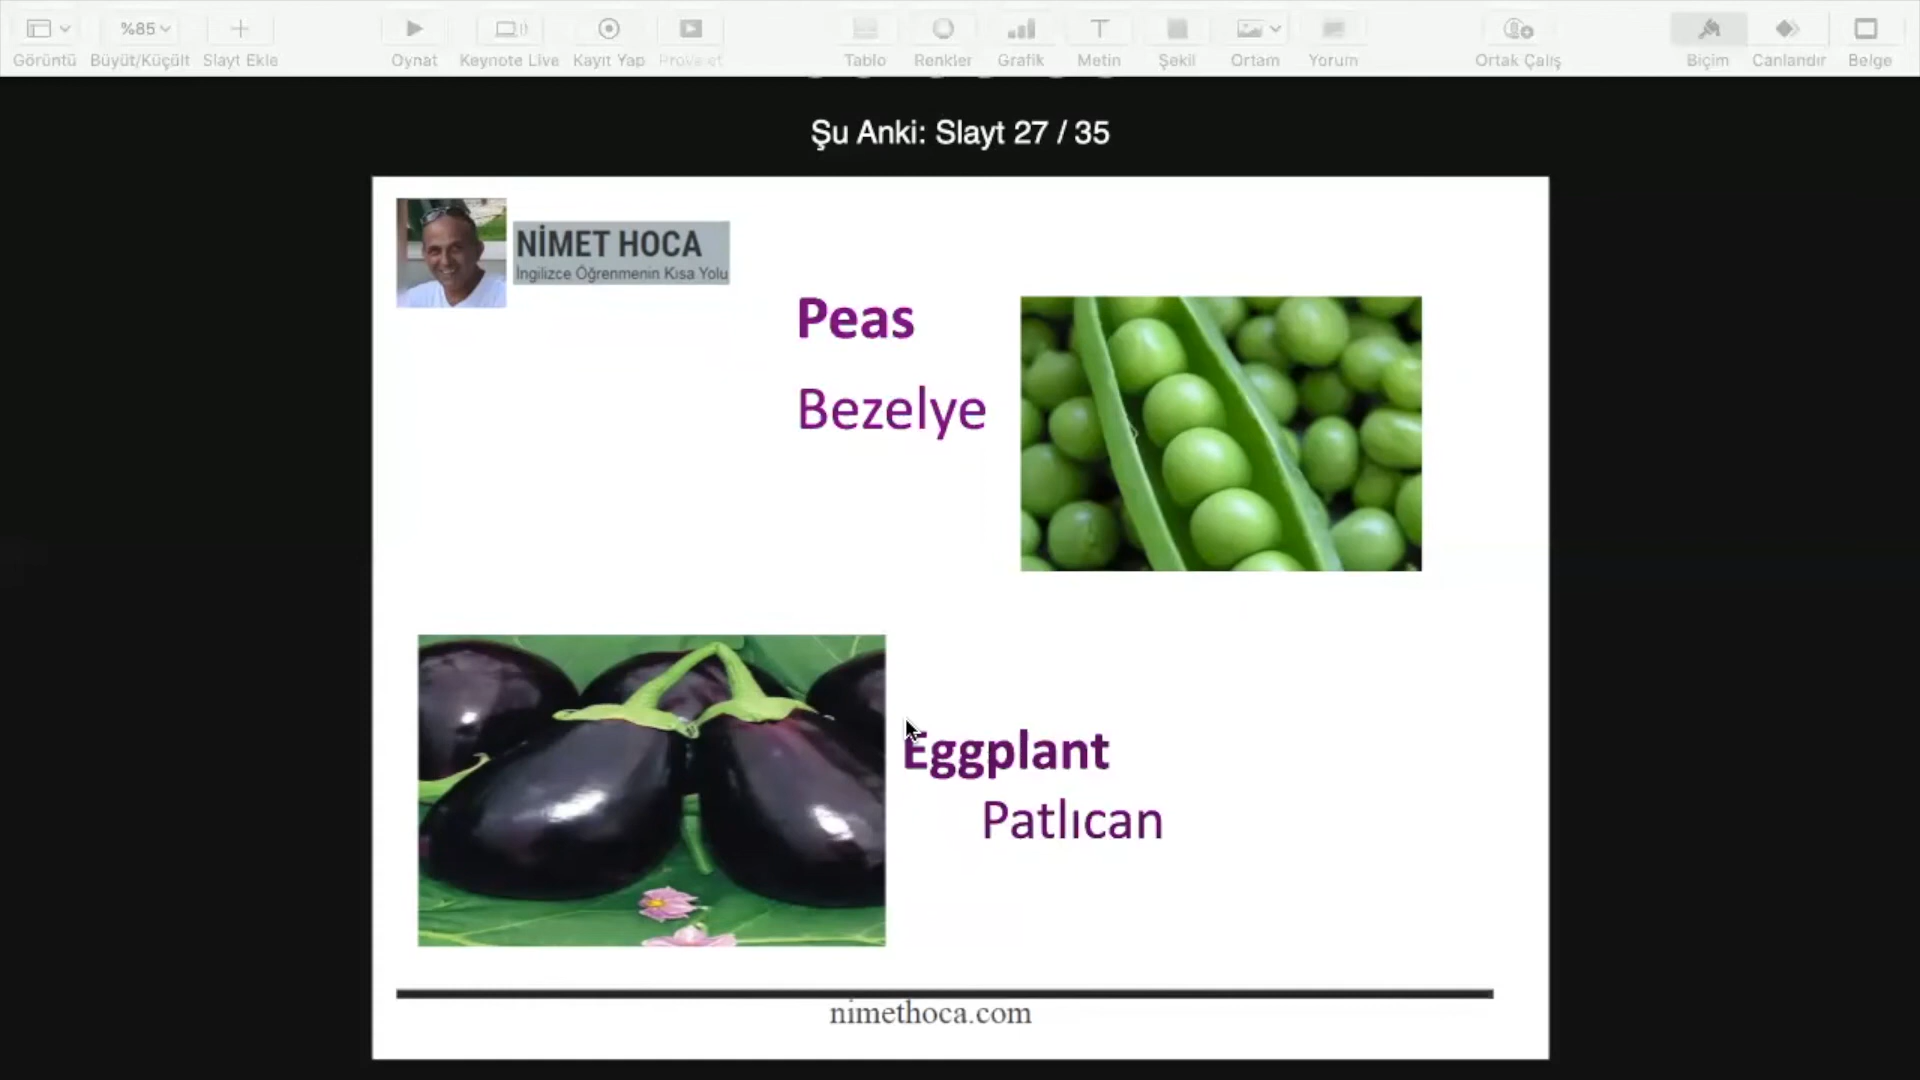 %85
Görüntü Büyüt/Küçült Slayt Ekle Oynat Keynote Live Kayıt Yap Prova et Tablo Renkler Grafik Metin Şekil Ortam Yorum Ortak Çalış Biçim Canlandır Belge
Şu Anki: Slayt 27 / 35
NİMET HOCA
İngilizce Öğrenmenin Kısa Yolu
Peas
Bezelye
Eggplant
Patlıcan
nimethoca.com